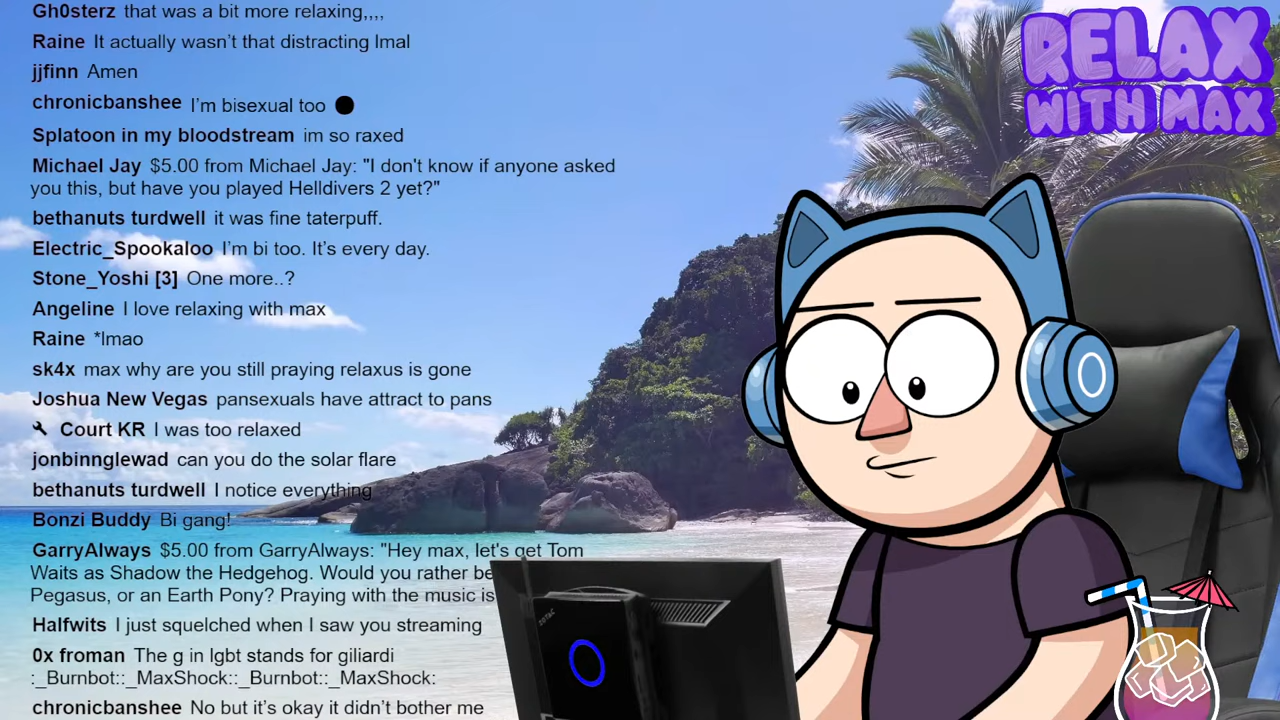 Gh0sterz that was a bit more relaxing,,,,
RELAX
WITH MAX
Raine It actually wasn't that distracting lmal
jjfinn Amen
chronicbanshee I'm bisexual too
Splatoon in my bloodstream im so raxed
Michael Jay $5.00 from Michael Jay: "I don't know if anyone asked
you this, but have you played Helldivers 2 yet?"
bethanuts turdwell it was fine taterpuff.
Electric_Spookaloo I'm bi too. It's every day.
Stone_Yoshi [3] One more..?
Angeline I love relaxing with max
Raine *lmao
sk4x max why are you still praying relaxus is gone
Joshua New Vegas pansexuals have attract to pans
Court KR I was too relaxed
jonbinnglewad can you do the solar flare
bethanuts turdwell I notice everything
Bonzi Buddy Bi gang!
GarryAlways $5.00 from GarryAlways: "Hey max, let's get Tom
Waits as Shadow the Hedgehog. Would you rather be
Pegasus, or an Earth Pony? Praying with the music is
Halfwits I just squelched when I saw you streaming
0x froman The g in lgbt stands for giliardi
:_Burnbot::_MaxShock::_Burnbot::_MaxShock:
chronicbanshee No but it's okay it didn't bother me
ZOTAC